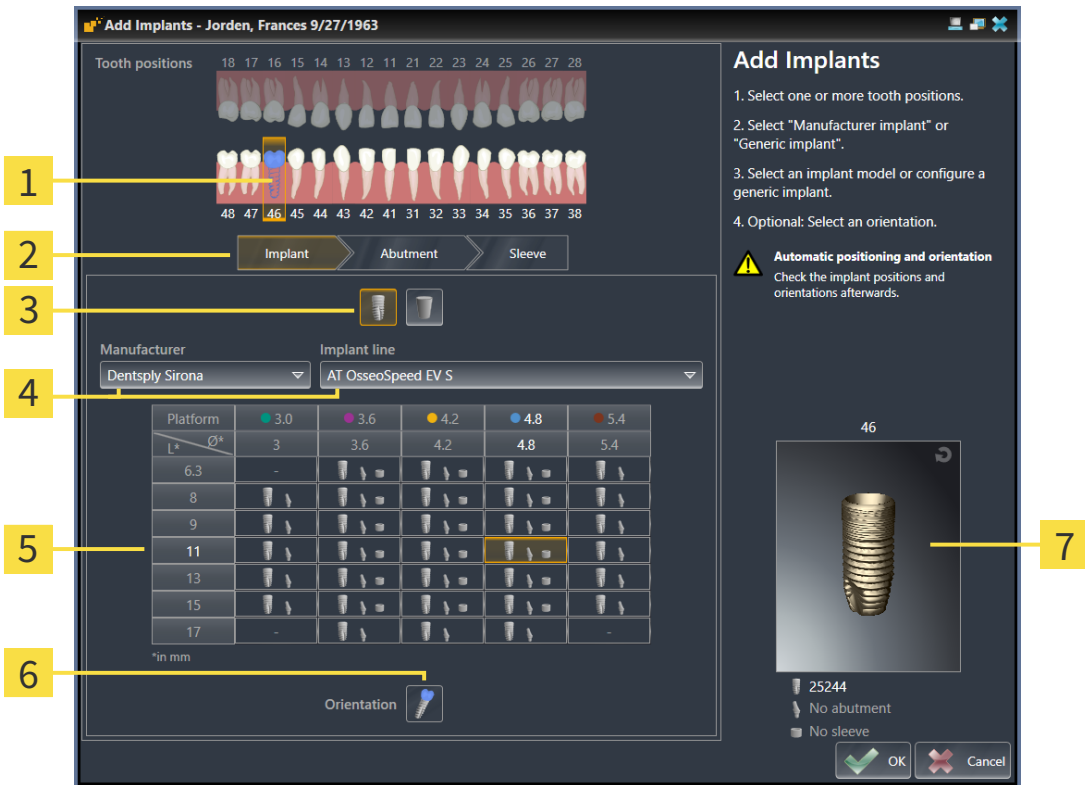 Add Implants - Jorden, Frances 9/27/1963
Tooth positions 18 17 16 15 14 13 12 11 21 22 23 24 25 26 27 28
1
48 47 46 45 44 43 42 41 31 32 33 34 35 36 37 38
2
Implant Abutment Sleeve
3
Manufacturer Implant line
4
Dentsply Sirona AT OsseoSpeed EV S
Platform 3.0 3.6 4.2 4.8 5.4
L* Ø* 3 3.6 4.2 4.8 5.4
6.3 - 
8
9
5
11
13
15
17 - -
*in mm
6
Orientation
Add Implants
1. Select one or more tooth positions.
2. Select "Manufacturer implant" or
"Generic implant".
3. Select an implant model or configure a
generic implant.
4. Optional: Select an orientation.
Automatic positioning and orientation
Check the implant positions and
orientations afterwards.
46
7
25244
No abutment
No sleeve
OK Cancel